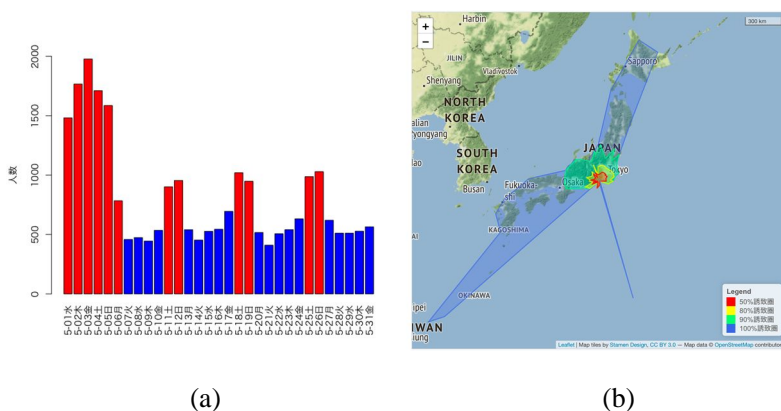 人数
2000
1500
1000
500
0
5-01水
5-02木
5-03金
5-04土
5-05日
5-06月
5-07火
5-08水
5-09木
5-10金
5-11土
5-12日
5-13月
5-14火
5-15水
5-16木
5-17金
5-18土
5-19日
5-20月
5-21火
5-22水
5-23木
5-24金
5-25土
5-26日
5-27月
5-28火
5-29水
5-30木
5-31金
(a)
+
−
300 km
Harbin
JILIN
Vladivostok
Shenyang
Sapporo
NORTH
KOREA
SOUTH
KOREA
JAPAN
Busan
Fukuoka-
shi
Osaka
KAGOSHIMA
OKINAWA
Legend
50%誘致圏
80%誘致圏
90%誘致圏
100%誘致圏
Leaflet | Map tiles by Stamen Design, CC BY 3.0 — Map data © OpenStreetMap contributor
(b)